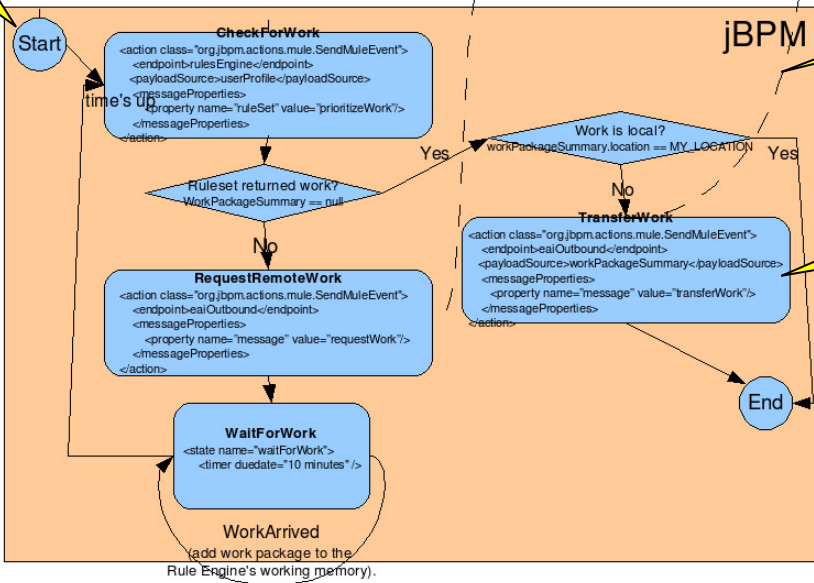 jBPM
Start
CheckForWork
<action class="org.jbpm.actions.mule.SendMuleEvent">
<endpoint>rulesEngine</endpoint>
<payloadSource>userProfile</payloadSource>
<messageProperties>
<property name="ruleSet" value="prioritizeWork"/>
</messageProperties>
</action>
time's up
Ruleset returned work?
WorkPackageSummary == null
Yes
No
Work is local?
workPackageSummary.location == MY_LOCATION
Yes
No
TransferWork
<action class="org.jbpm.actions.mule.SendMuleEvent">
<endpoint>eaiOutbound</endpoint>
<payloadSource>workPackageSummary</payloadSource>
<messageProperties>
<property name="message" value="transferWork"/>
</messageProperties>
</action>
RequestRemoteWork
<action class="org.jbpm.actions.mule.SendMuleEvent">
<endpoint>eaiOutbound</endpoint>
<messageProperties>
<property name="message" value="requestWork"/>
</messageProperties>
</action>
End
WaitForWork
<state name="waitForWork">
<timer duedate="10 minutes" />
WorkArrived
(add work package to the
Rule Engine's working memory).